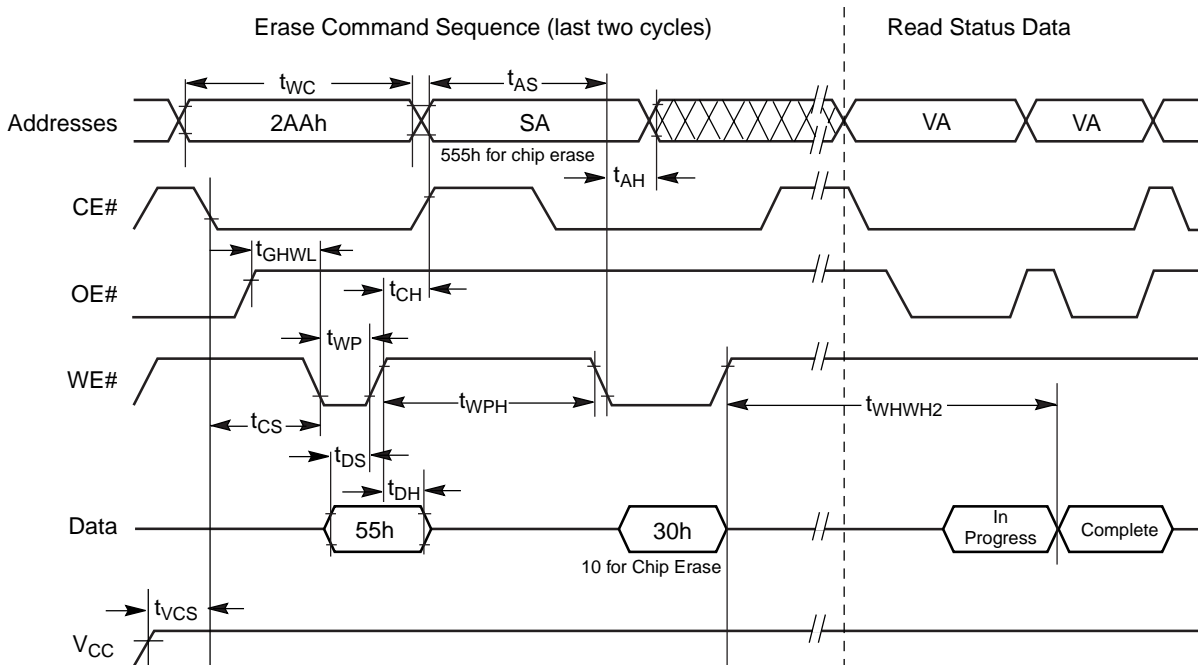 Erase Command Sequence (last two cycles)
Read Status Data
tWC
tAS
Addresses
2AAh
SA
VA
VA
555h for chip erase
tAH
CE#
tGHWL
OE#
tCH
tWP
WE#
tWPH
tWHWH2
tCS
tDS
tDH
Data
55h
30h
In
Progress
Complete
10 for Chip Erase
tVCS
VCC